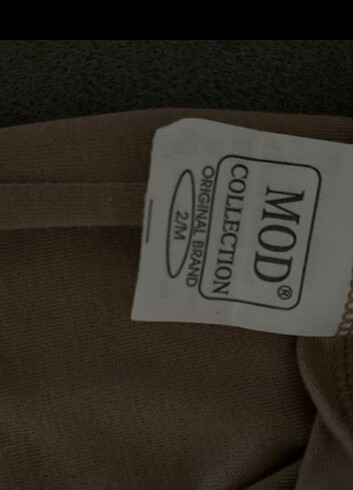 MOD®
COLLECTION
ORIGINAL BRAND
2/M